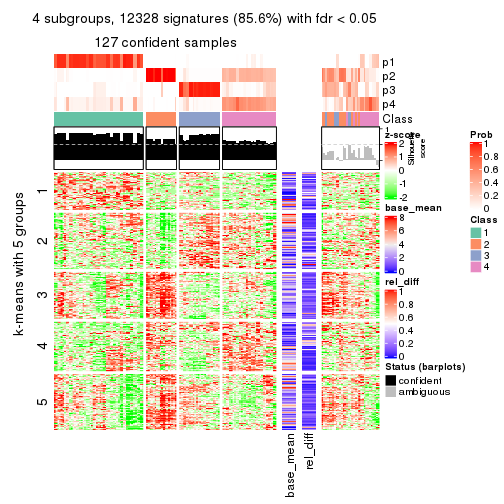 4 subgroups, 12328 signatures (85.6%) with fdr < 0.05
127 confident samples
p1
p2
p3
p4
Class
1
0
Silhouette
score
k-means with 5 groups
1
2
3
4
5
base_mean
rel_diff
z-score
2
1
0
-1
-2
base_mean
8
6
4
2
0
rel_diff
1
0.8
0.6
0.4
0.2
0
Status (barplots)
confident
ambiguous
Prob
1
0.8
0.6
0.4
0.2
0
Class
1
2
3
4